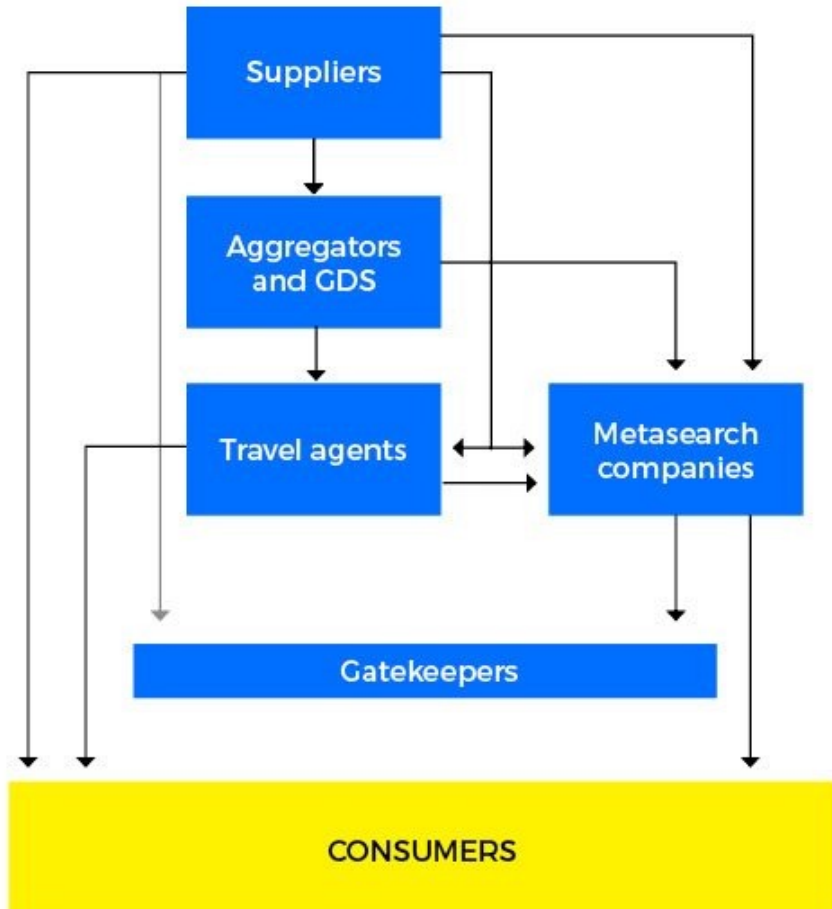 Suppliers
Aggregators
and GDS
Travel agents
Metasearch
companies
Gatekeepers
CONSUMERS